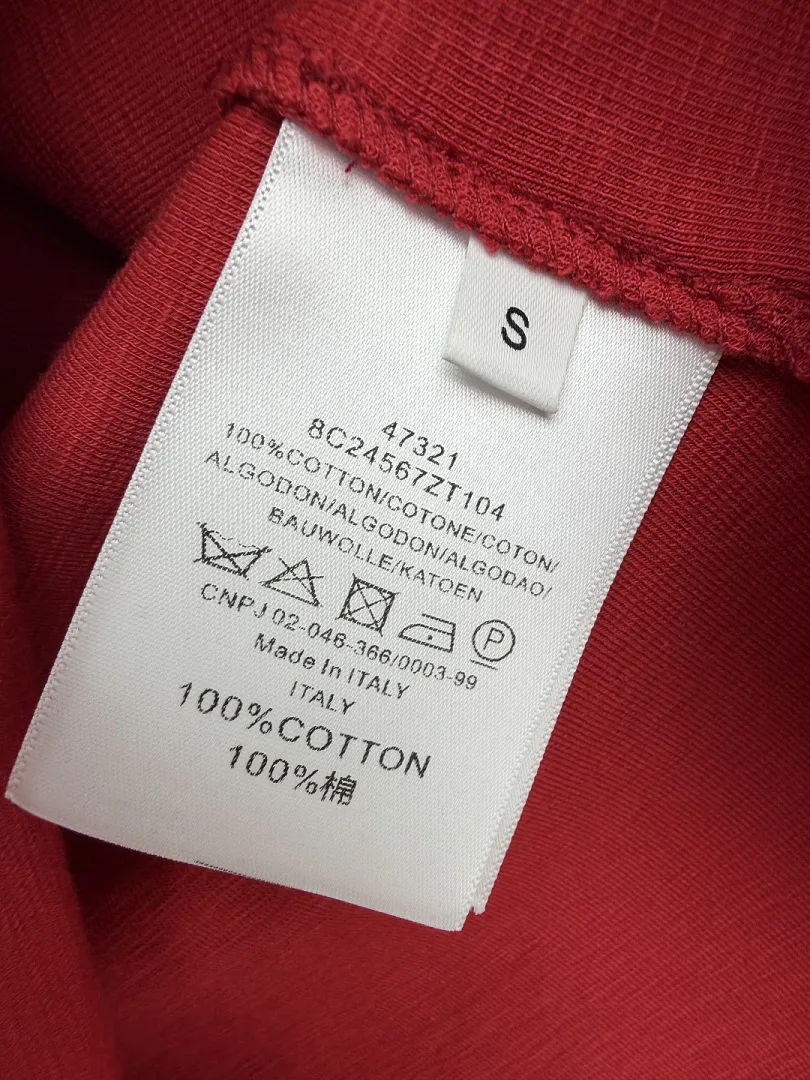 S
47321
8C24567ZT104
100%COTTON/COTONE/COTON/
ALGODON/ALGODON/ALGODAO/
BAUWOLLE/KATOEN
P
CNPJ 02-046-366/0003-99
Made In ITALY
ITALY
100%COTTON
100%棉